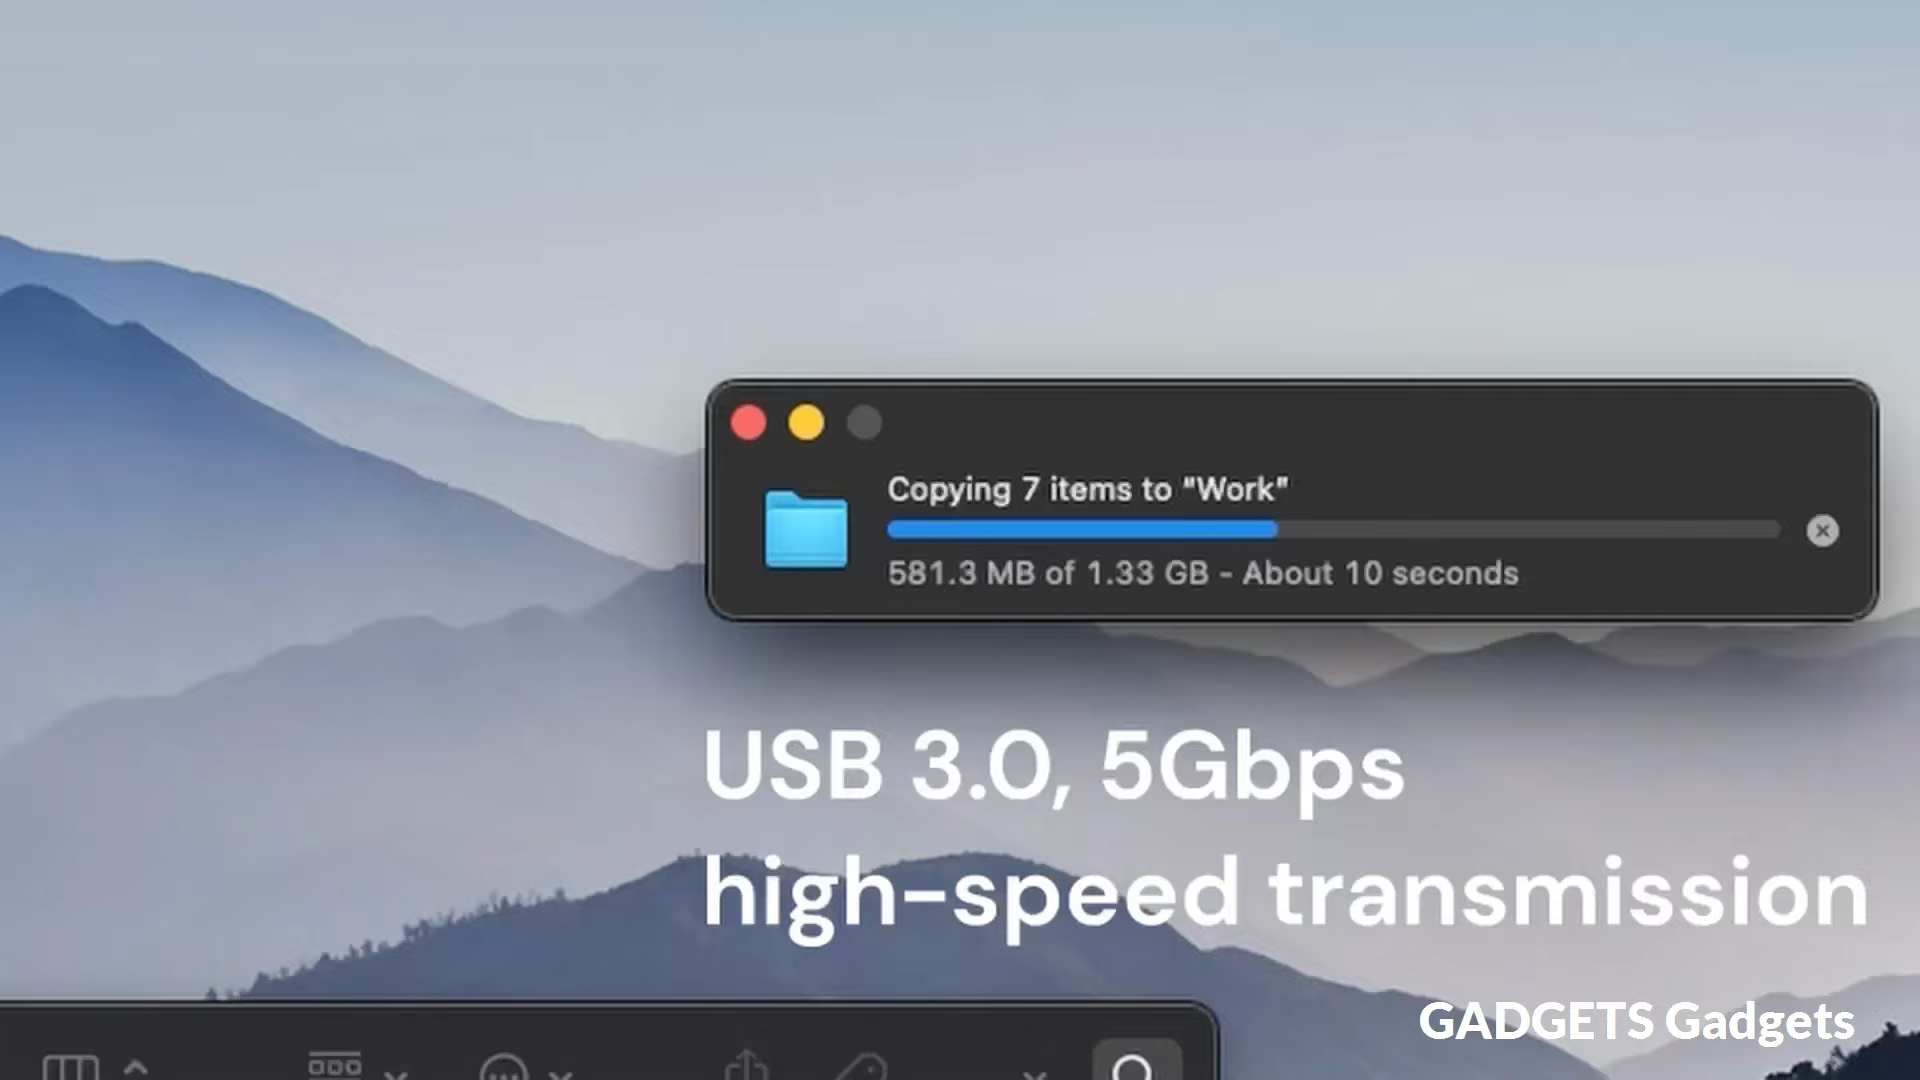 Copying 7 items to "Work"
581.3 MB of 1.33 GB - About 10 seconds
USB 3.0, 5Gbps
high-speed transmission
GADGETS Gadgets